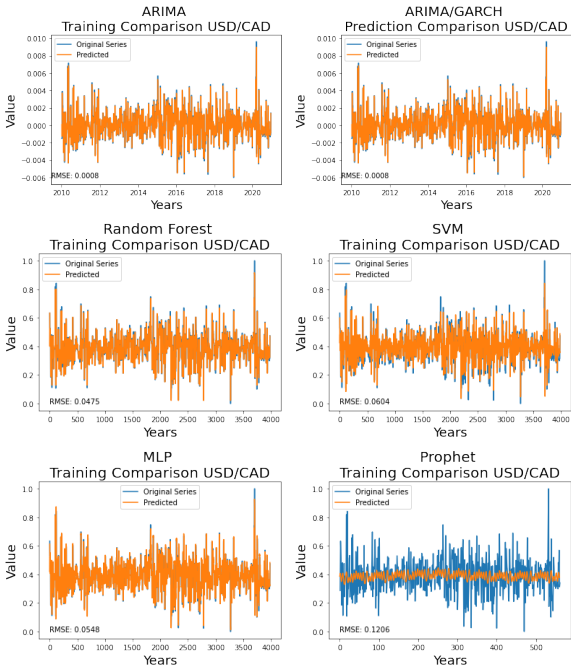 ARIMA
Training Comparison USD/CAD
Original Series
Predicted
0.010
0.008
0.006
0.004
0.002
0.000
−0.002
−0.004
−0.006
Value
RMSE: 0.0008
2010 2012 2014 2016 2018 2020
Years
ARIMA/GARCH
Prediction Comparison USD/CAD
Original Series
Predicted
0.010
0.008
0.006
0.004
0.002
0.000
−0.002
−0.004
−0.006
Value
RMSE: 0.0008
2010 2012 2014 2016 2018 2020
Years
Random Forest
Training Comparison USD/CAD
Original Series
Predicted
1.0
0.8
0.6
0.4
0.2
0.0
Value
RMSE: 0.0475
0 500 1000 1500 2000 2500 3000 3500 4000
Years
SVM
Training Comparison USD/CAD
Original Series
Predicted
1.0
0.8
0.6
0.4
0.2
0.0
Value
RMSE: 0.0604
0 500 1000 1500 2000 2500 3000 3500 4000
Years
MLP
Training Comparison USD/CAD
Original Series
Predicted
1.0
0.8
0.6
0.4
0.2
0.0
Value
RMSE: 0.0548
0 500 1000 1500 2000 2500 3000 3500 4000
Years
Prophet
Training Comparison USD/CAD
Original Series
Predicted
1.0
0.8
0.6
0.4
0.2
0.0
Value
RMSE: 0.1206
0 100 200 300 400 500
Years